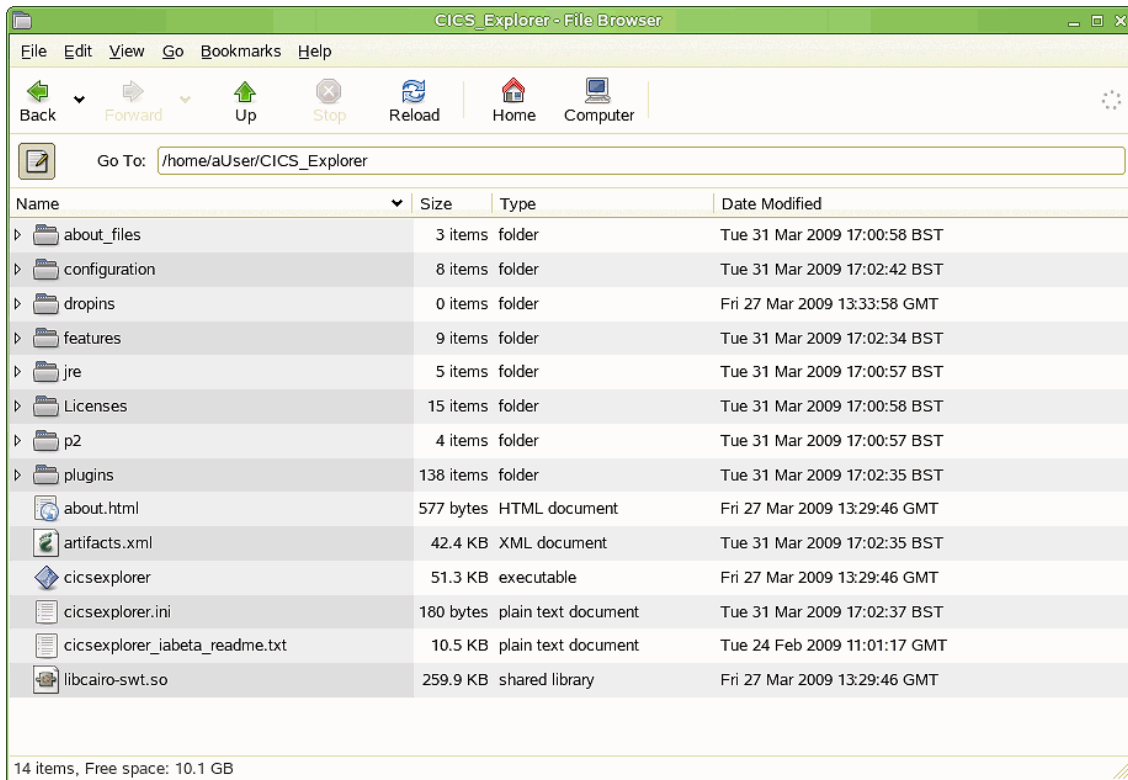 CICS_Explorer - File Browser
File Edit View Go Bookmarks Help
Back Forward Up Stop Reload Home Computer
Go To: /home/aUser/CICS_Explorer
Name Size Type Date Modified
about_files 3 items folder Tue 31 Mar 2009 17:00:58 BST
configuration 8 items folder Tue 31 Mar 2009 17:02:42 BST
dropins 0 items folder Fri 27 Mar 2009 13:33:58 GMT
features 9 items folder Tue 31 Mar 2009 17:02:34 BST
jre 5 items folder Tue 31 Mar 2009 17:00:57 BST
Licenses 15 items folder Tue 31 Mar 2009 17:00:58 BST
p2 4 items folder Tue 31 Mar 2009 17:00:57 BST
plugins 138 items folder Tue 31 Mar 2009 17:02:35 BST
about.html 577 bytes HTML document Fri 27 Mar 2009 13:29:46 GMT
artifacts.xml 42.4 KB XML document Tue 31 Mar 2009 17:02:35 BST
cicsexplorer 51.3 KB executable Fri 27 Mar 2009 13:29:46 GMT
cicsexplorer.ini 180 bytes plain text document Tue 31 Mar 2009 17:02:37 BST
cicsexplorer_iabeta_readme.txt 10.5 KB plain text document Tue 24 Feb 2009 11:01:17 GMT
libcairo-swt.so 259.9 KB shared library Fri 27 Mar 2009 13:29:46 GMT
14 items, Free space: 10.1 GB